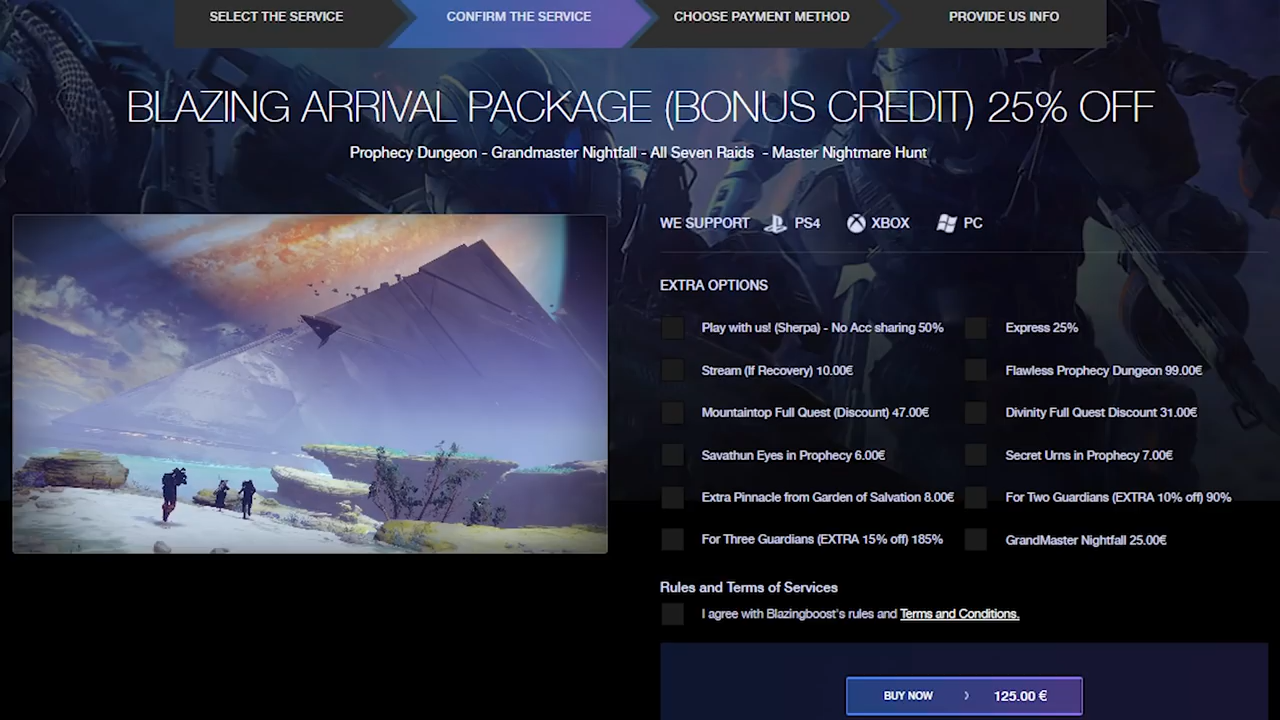 SELECT THE SERVICE
CONFIRM THE SERVICE
CHOOSE PAYMENT METHOD
PROVIDE US INFO
BLAZING ARRIVAL PACKAGE (BONUS CREDIT) 25% OFF
Prophecy Dungeon - Grandmaster Nightfall - All Seven Raids - Master Nightmare Hunt
WE SUPPORT PS4 XBOX PC
EXTRA OPTIONS
Play with us! (Sherpa) - No Acc sharing 50%
Express 25%
Stream (If Recovery) 10.00€
Flawless Prophecy Dungeon 99.00€
Mountaintop Full Quest (Discount) 47.00€
Divinity Full Quest Discount 31.00€
Savathun Eyes in Prophecy 6.00€
Secret Urns in Prophecy 7.00€
Extra Pinnacle from Garden of Salvation 8.00€
For Two Guardians (EXTRA 10% off) 90%
For Three Guardians (EXTRA 15% off) 185%
GrandMaster Nightfall 25.00€
Rules and Terms of Services
I agree with Blazingboost's rules and Terms and Conditions.
BUY NOW 125.00 €